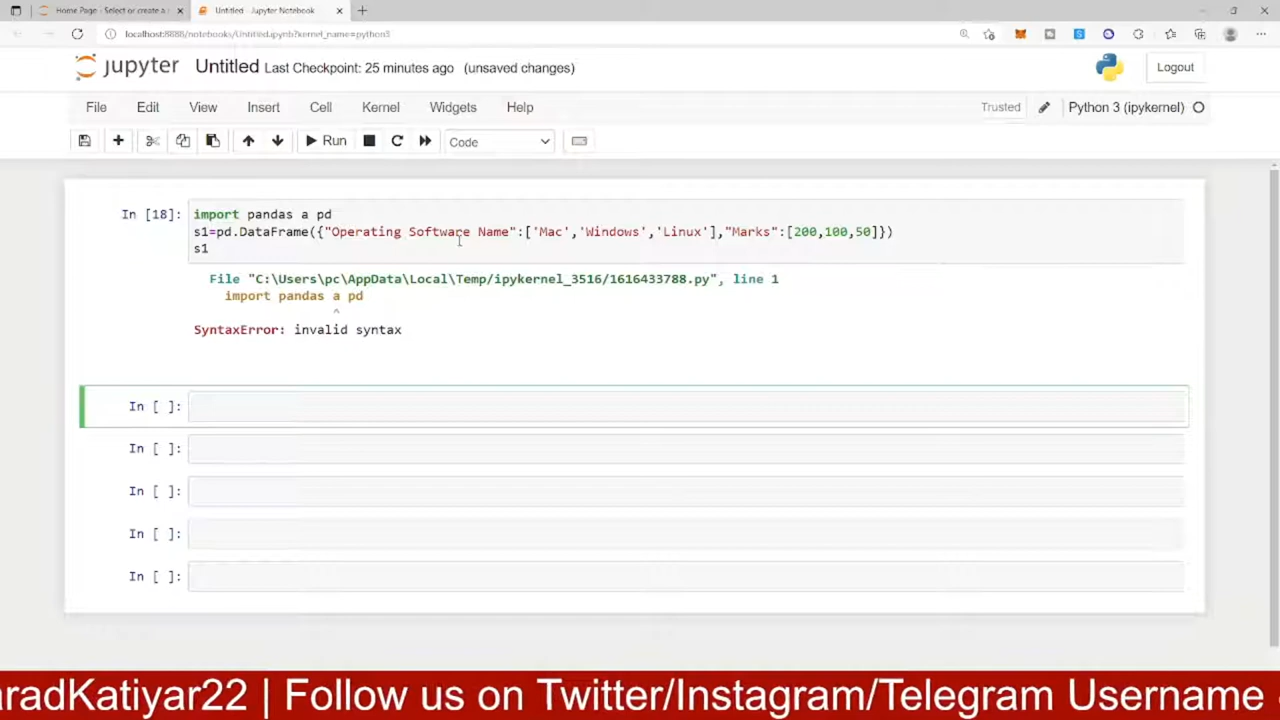 Home Page - Select or create a
Untitled - Jupyter Notebook
localhost:8888/notebooks/Untitled.ipynb?kernel_name=python3
jupyter Untitled Last Checkpoint: 25 minutes ago (unsaved changes)
Logout
File Edit View Insert Cell Kernel Widgets Help
Trusted Python 3 (ipykernel)
Run Code
In [18]: import pandas a pd
s1=pd.DataFrame({"Operating Software Name":['Mac','Windows','Linux'],"Marks":[200,100,50]})
s1
File "C:\Users\pc\AppData\Local\Temp/ipykernel_3516/1616433788.py", line 1
import pandas a pd
^
SyntaxError: invalid syntax
In [ ]:
In [ ]:
In [ ]:
In [ ]:
In [ ]:
aradKatiyar22 | Follow us on Twitter/Instagram/Telegram Username